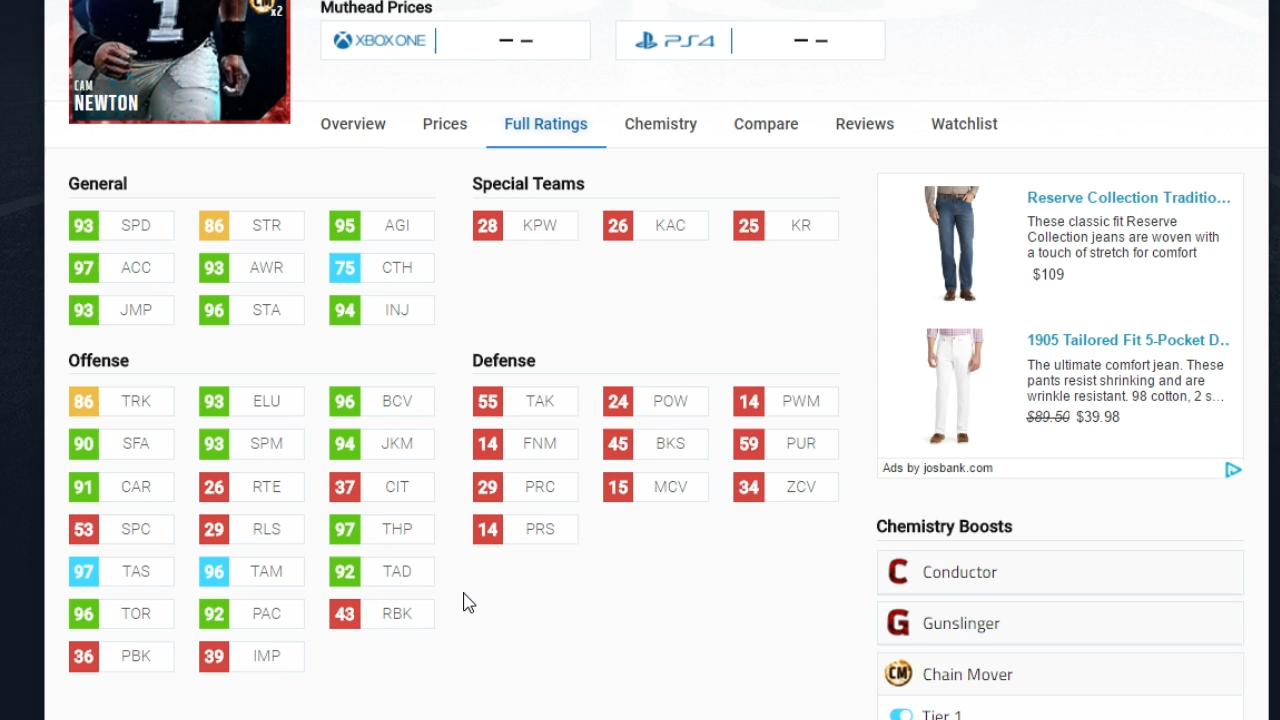 Muthead Prices
1
CM
x2
XBOX ONE
– –
PS4
– –
CAM
NEWTON
Overview
Prices
Full Ratings
Chemistry
Compare
Reviews
Watchlist
General
93 SPD
86 STR
95 AGI
97 ACC
93 AWR
75 CTH
93 JMP
96 STA
94 INJ
Special Teams
28 KPW
26 KAC
25 KR
Offense
86 TRK
93 ELU
96 BCV
90 SFA
93 SPM
94 JKM
91 CAR
26 RTE
37 CIT
53 SPC
29 RLS
97 THP
97 TAS
96 TAM
92 TAD
96 TOR
92 PAC
43 RBK
36 PBK
39 IMP
Defense
55 TAK
24 POW
14 PWM
14 FNM
45 BKS
59 PUR
29 PRC
15 MCV
34 ZCV
14 PRS
Reserve Collection Traditio...
These classic fit Reserve
Collection jeans are woven with
a touch of stretch for comfort
$109
1905 Tailored Fit 5-Pocket D..
The ultimate comfort jean. These
pants resist shrinking and are
wrinkle resistant. 98 cotton, 2 s...
$89.50 $39.98
Ads by josbank.com
Chemistry Boosts
C Conductor
G Gunslinger
CM Chain Mover
Tier 1